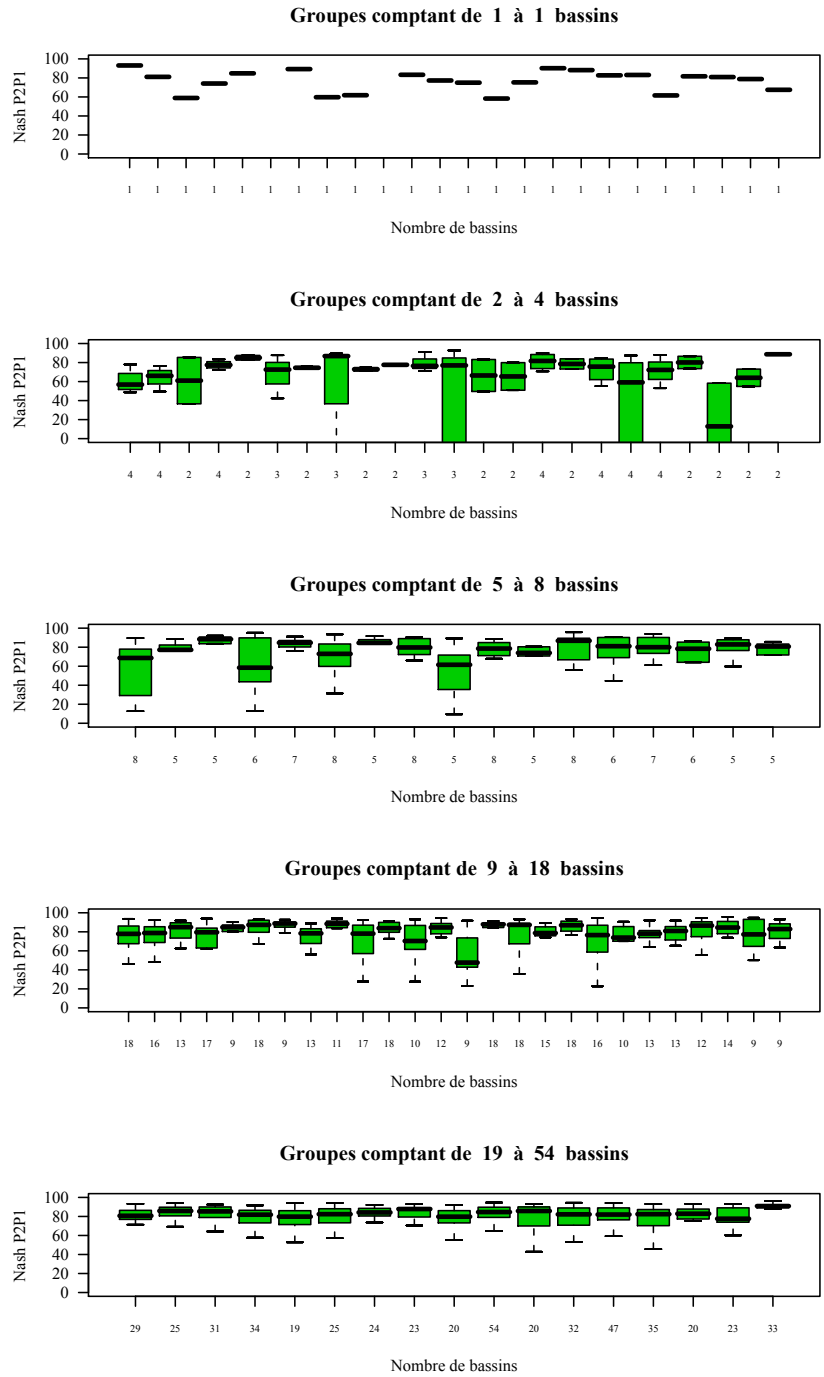 Groupes comptant de 1 à 1 bassins
Nash P2P1
100
80
60
40
20
0
1 1 1 1 1 1 1 1 1 1 1 1 1 1 1 1 1 1 1 1 1 1 1 1
Nombre de bassins
Groupes comptant de 2 à 4 bassins
Nash P2P1
100
80
60
40
20
0
4 4 2 4 2 3 2 3 2 2 3 3 2 2 4 2 4 4 4 2 2 2 2
Nombre de bassins
Groupes comptant de 5 à 8 bassins
Nash P2P1
100
80
60
40
20
0
8 5 5 6 7 8 5 8 5 8 5 8 6 7 6 5 5
Nombre de bassins
Groupes comptant de 9 à 18 bassins
Nash P2P1
100
80
60
40
20
0
18 16 13 17 9 18 9 13 11 17 18 10 12 9 18 18 15 18 16 10 13 13 12 14 9 9
Nombre de bassins
Groupes comptant de 19 à 54 bassins
Nash P2P1
100
80
60
40
20
0
29 25 31 34 19 25 24 23 20 54 20 32 47 35 20 23 33
Nombre de bassins